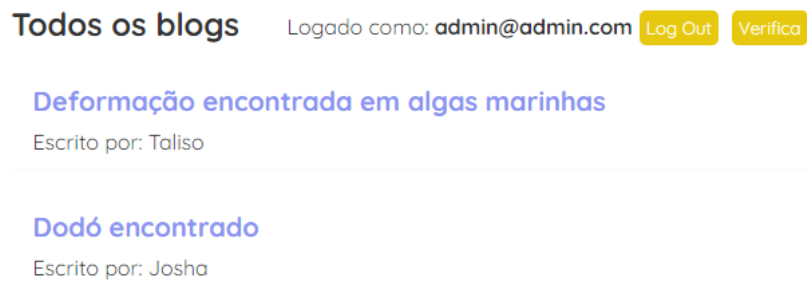 Todos os blogs Logado como: admin@admin.com Log Out Verifica
Deformação encontrada em algas marinhas
Escrito por: Taliso
Dodó encontrado
Escrito por: Josha